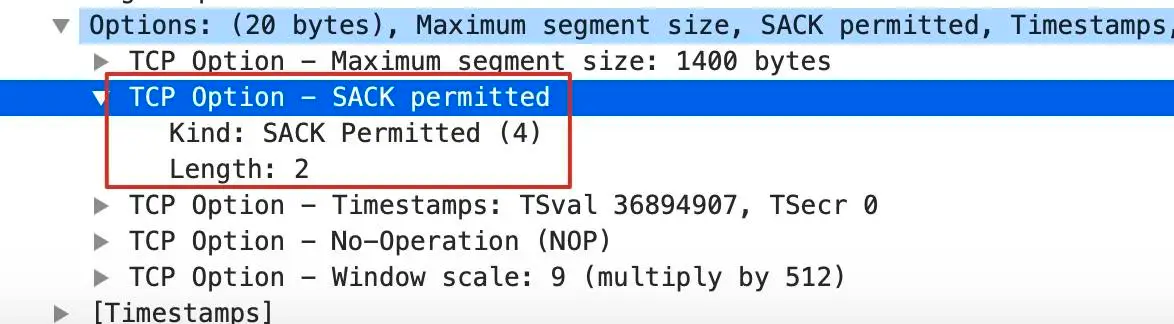 Options: (20 bytes), Maximum segment size, SACK permitted, Timestamps,
TCP Option – Maximum segment size: 1400 bytes
TCP Option – SACK permitted
Kind: SACK Permitted (4)
Length: 2
TCP Option – Timestamps: TSval 36894907, TSecr 0
TCP Option – No-Operation (NOP)
TCP Option – Window scale: 9 (multiply by 512)
[Timestamps]